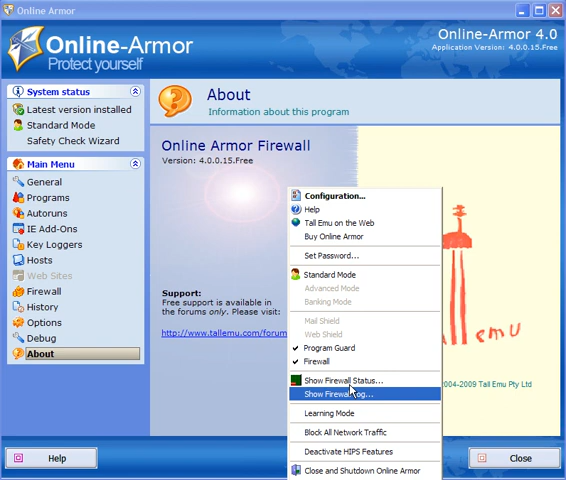 Online Armor
Online-Armor
Protect yourself
Online-Armor 4.0
Application Version: 4.0.0.15.Free
System status
Latest version installed
Standard Mode
Safety Check Wizard
Main Menu
General
Programs
Autoruns
IE Add-Ons
Key Loggers
Hosts
Web Sites
Firewall
History
Options
Debug
About
About
Information about this program
Online Armor Firewall
Version: 4.0.0.15.Free
Support:
Free support is available in
the forums only. Please visit:
http://www.tallemu.com/forum
Configuration...
Help
Tall Emu on the Web
Buy Online Armor
Set Password...
Standard Mode
Advanced Mode
Banking Mode
Mail Shield
Web Shield
Program Guard
Firewall
Show Firewall Status...
Show Firewall Log...
Learning Mode
Block All Network Traffic
Deactivate HIPS Features
Close and Shutdown Online Armor
emu
2004-2009 Tall Emu Pty Ltd
Help
Close